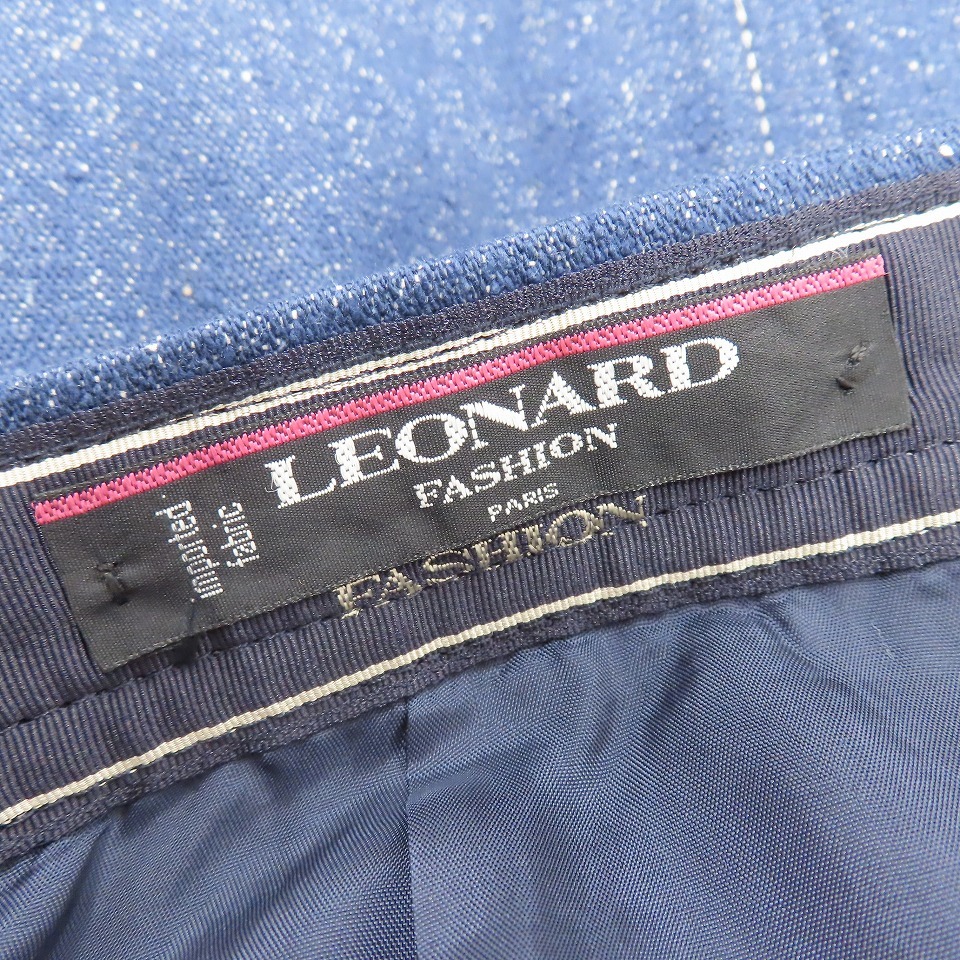 LEONARD
FASHION
PARIS
imported
fabric
FASHION